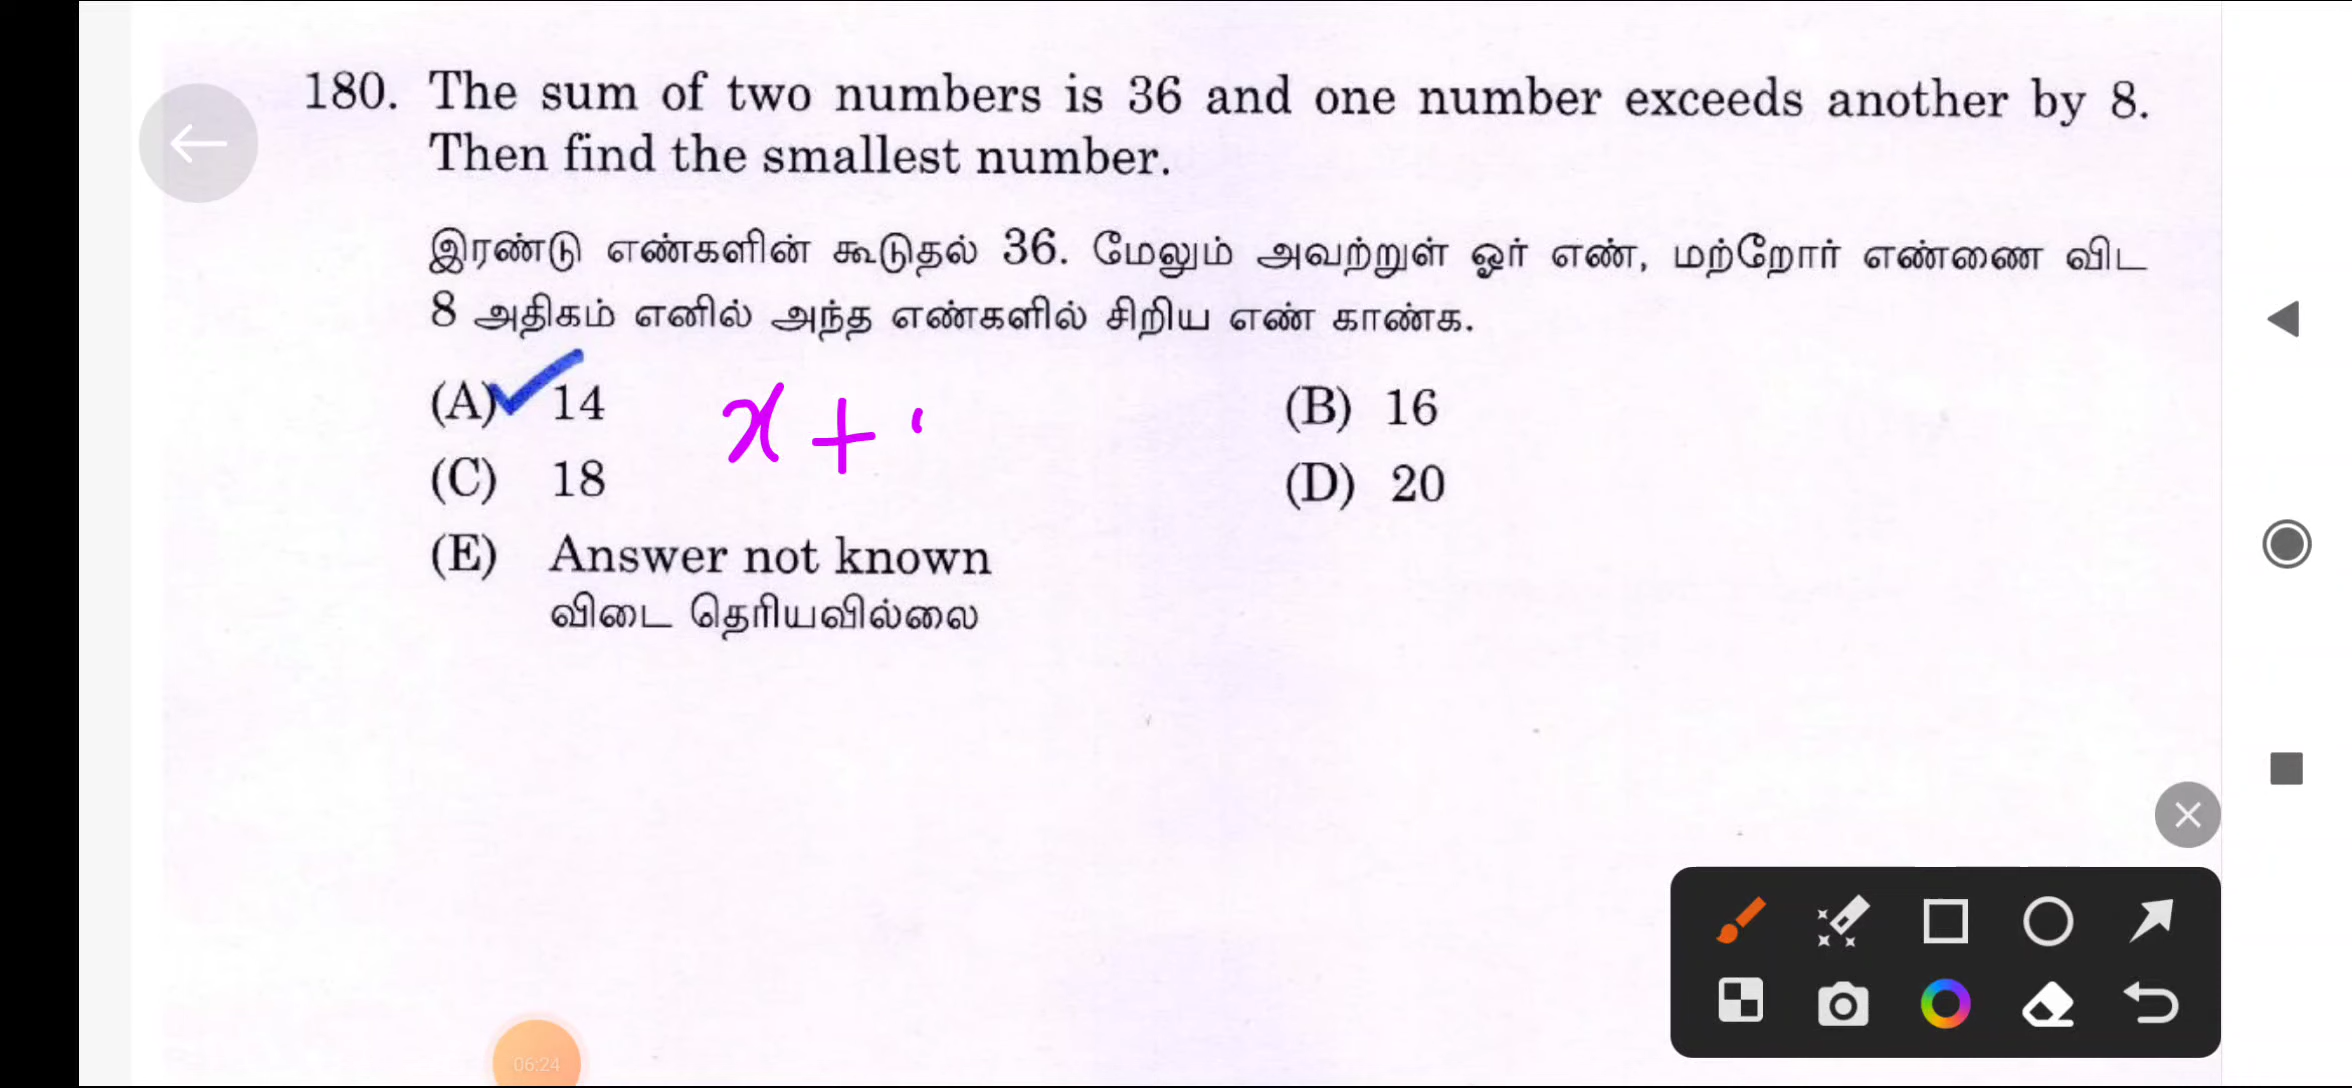 180. The sum of two numbers is 36 and one number exceeds another by 8.
Then find the smallest number.
இரண்டு எண்களின் கூடுதல் 36. மேலும் அவற்றுள் ஓர் எண், மற்றோர் எண்ணை விட
8 அதிகம் எனில் அந்த எண்களில் சிறிய எண் காண்க.
(A) 14 x + (B) 16
(C) 18 (D) 20
(E) Answer not known
விடை தெரியவில்லை
06:24